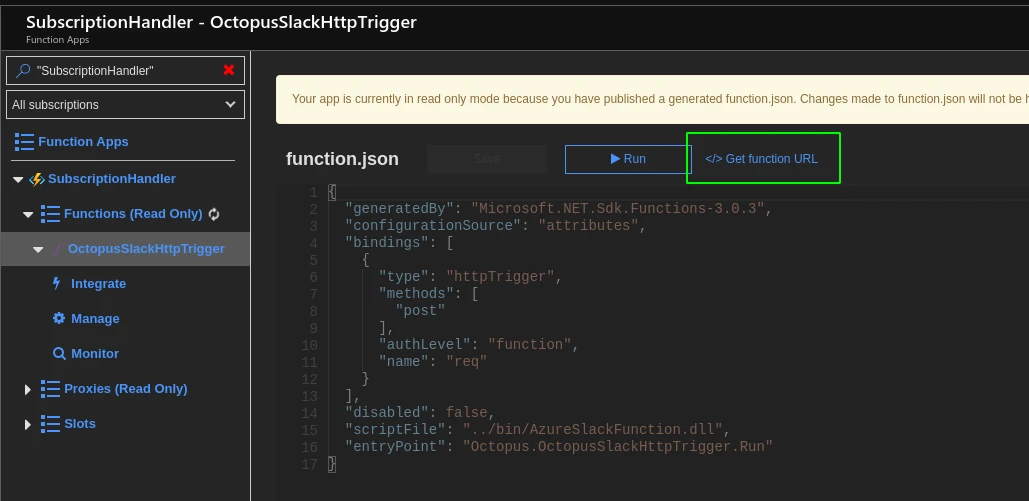 SubscriptionHandler - OctopusSlackHttpTrigger
Function Apps
"SubscriptionHandler"
All subscriptions
Function Apps
SubscriptionHandler
Functions (Read Only)
OctopusSlackHttpTrigger
Integrate
Manage
Monitor
Proxies (Read Only)
Slots
Your app is currently in read only mode because you have published a generated function.json. Changes made to function.json will not be h
function.json
Save
Run
</> Get function URL
1 {
2 "generatedBy": "Microsoft.NET.Sdk.Functions-3.0.3",
3 "configurationSource": "attributes",
4 "bindings": [
5 {
6 "type": "httpTrigger",
7 "methods": [
8 "post"
9 ],
10 "authLevel": "function",
11 "name": "req"
12 }
13 ],
14 "disabled": false,
15 "scriptFile": "../bin/AzureSlackFunction.dll",
16 "entryPoint": "Octopus.OctopusSlackHttpTrigger.Run"
17 }